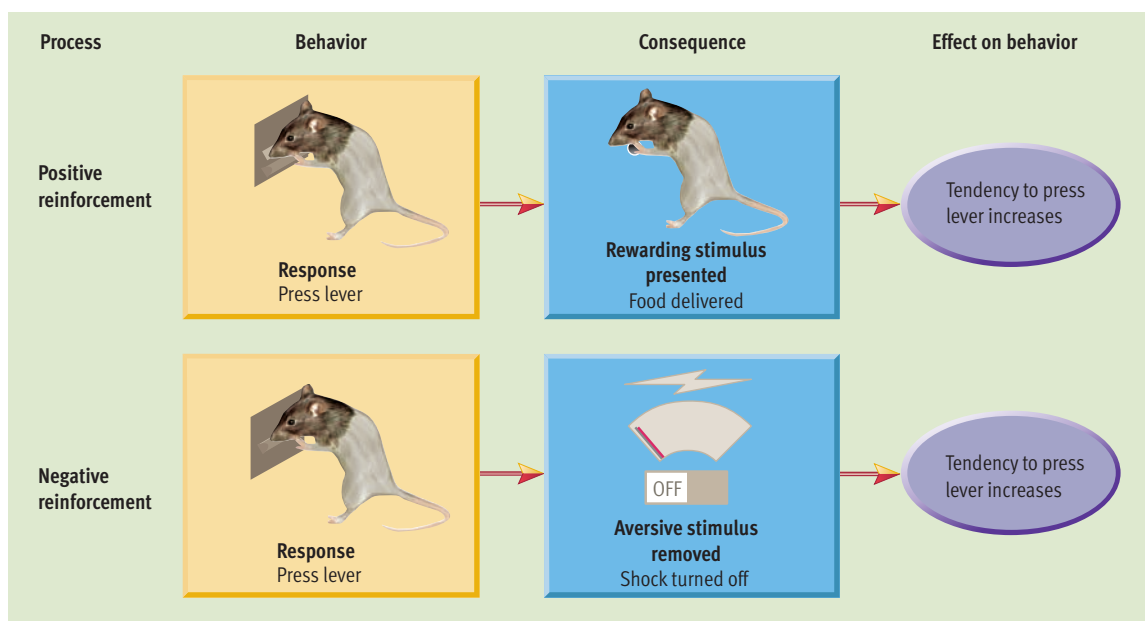 Process Behavior Consequence Effect on behavior
Positive
reinforcement
Response
Press lever
Rewarding stimulus
presented
Food delivered
Tendency to press
lever increases
Negative
reinforcement
Response
Press lever
OFF
Aversive stimulus
removed
Shock turned off
Tendency to press
lever increases